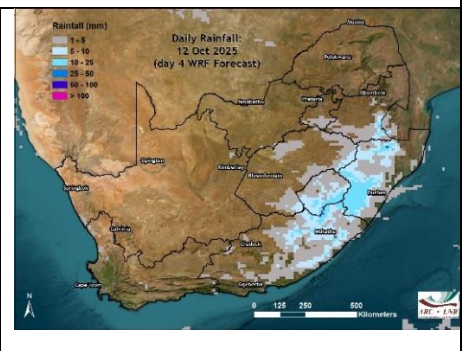 Rainfall (mm)
1 - 5
5 - 10
10 - 25
25 - 50
50 - 100
> 100
Daily Rainfall:
12 Oct 2025
(day 4 WRF Forecast)
Musina
Polokwane
Mbombela
Pretoria
Mahikeng
Upington
Kimberley
Bloemfontein
Durban
Springbok
Mthatha
Calvinia
Cradock
Cape Town
Gqeberha
N
0 125 250 500
Kilometers
ARC • LNR